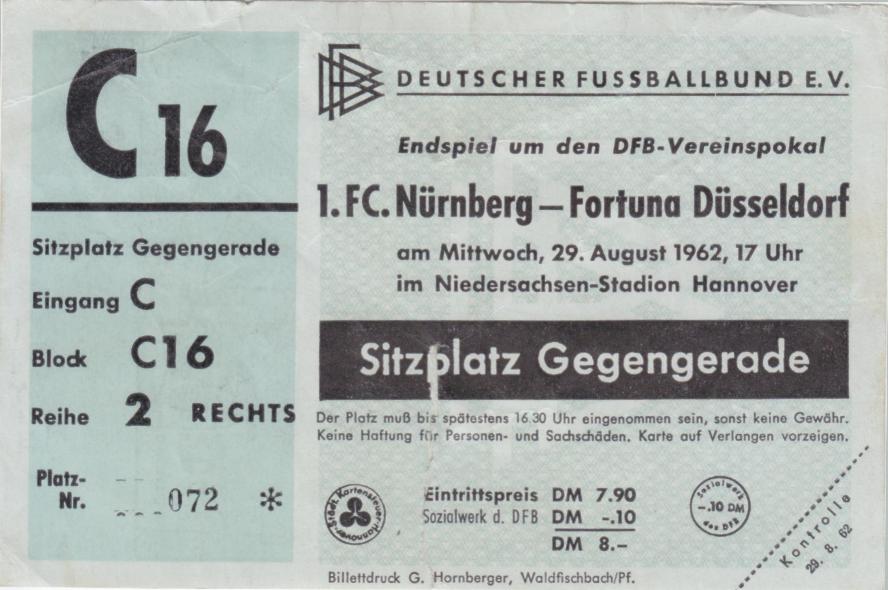 C 16
Sitzplatz Gegengerade
Eingang C
Block C16
Reihe 2 RECHTS
Platz-
Nr. 072 *
DEUTSCHER FUSSBALLBUND E.V.
Endspiel um den DFB-Vereinspokal
1. FC. Nürnberg – Fortuna Düsseldorf
am Mittwoch, 29. August 1962, 17 Uhr
im Niedersachsen-Stadion Hannover
Sitzplatz Gegengerade
Der Platz muß bis spätestens 16.30 Uhr eingenommen sein, sonst keine Gewähr.
Keine Haftung für Personen- und Sachschäden. Karte auf Verlangen vorzeigen.
Städt. Kartensteuer-Hannover
Eintrittspreis DM 7.90
Sozialwerk d. DFB DM -.10
DM 8.-
Sozialwerk
-.10 DM
des DFB
Kontrolle
29. 8. 62
Billettdruck G. Hornberger, Waldfischbach/Pf.